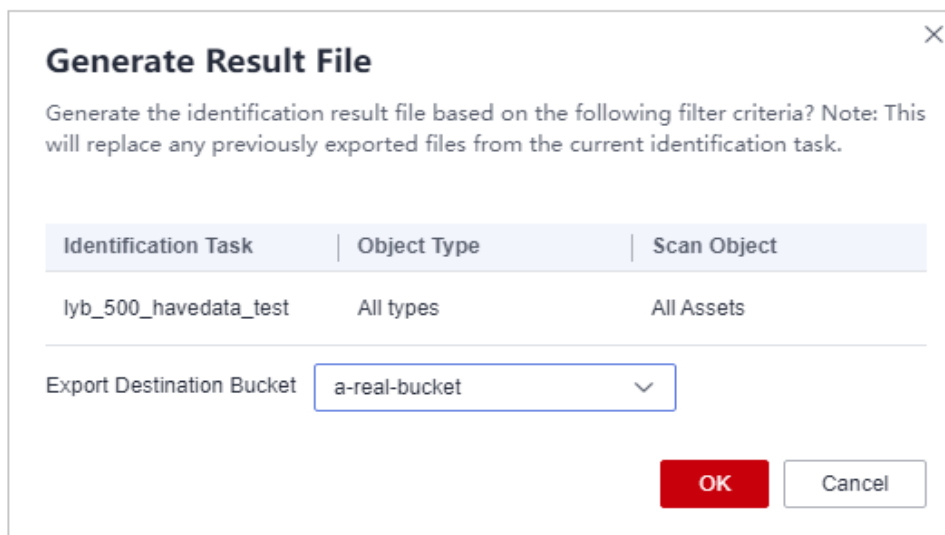 Generate Result File
Generate the identification result file based on the following filter criteria? Note: This
will replace any previously exported files from the current identification task.
Identification Task Object Type Scan Object
lyb_500_havedata_test All types All Assets
Export Destination Bucket a-real-bucket
OK Cancel